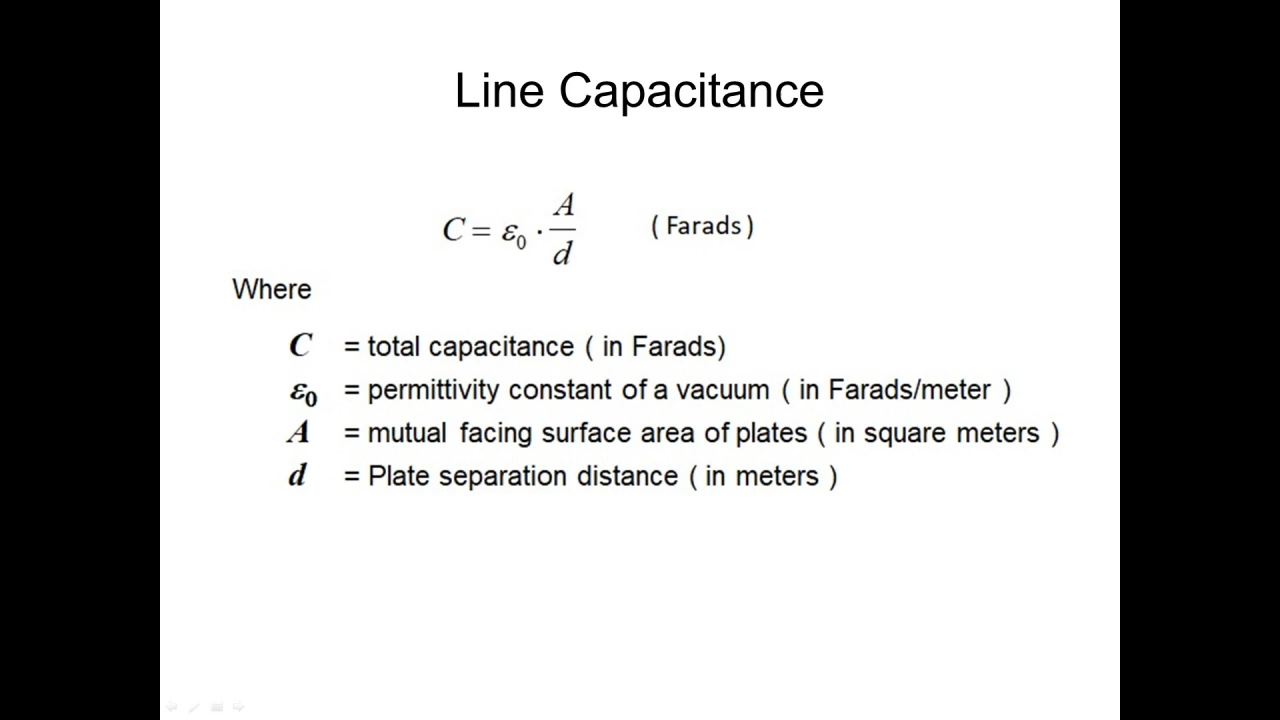 Line Capacitance
C = ε₀ · A/d ( Farads )
Where
C = total capacitance ( in Farads)
ε₀ = permittivity constant of a vacuum ( in Farads/meter )
A = mutual facing surface area of plates ( in square meters )
d = Plate separation distance ( in meters )